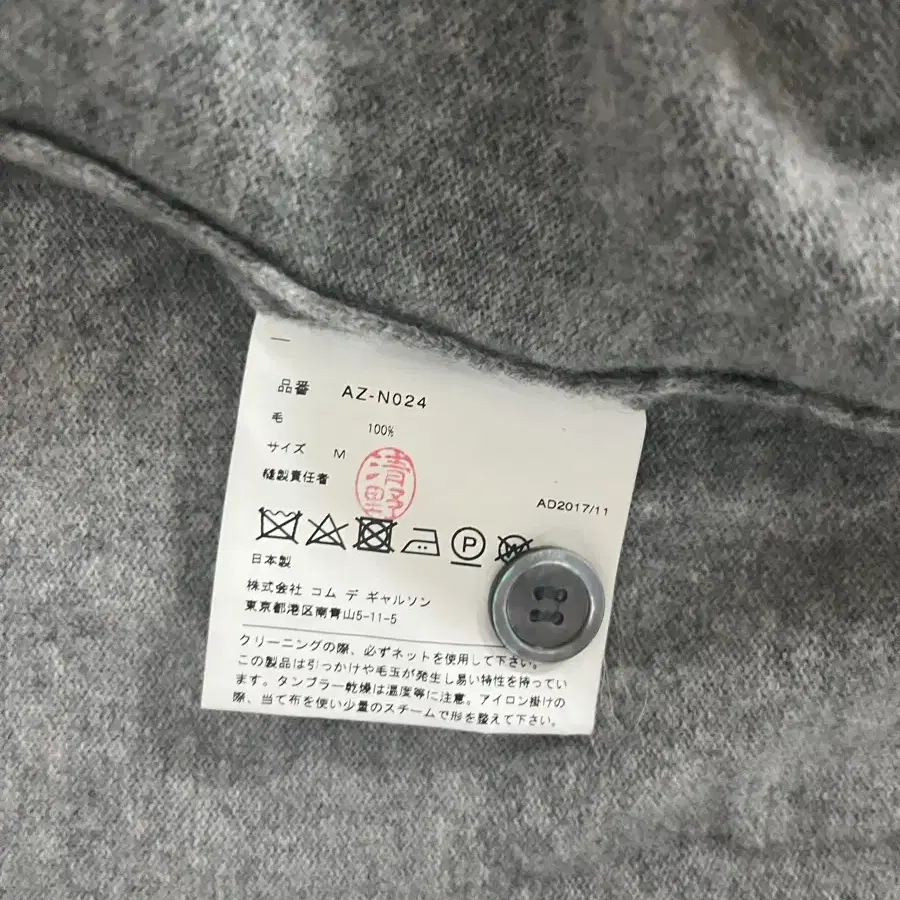 品番 AZ-N024
毛 100%
サイズ M
縫製責任者 清野
AD2017/11
P W
日本製
株式会社 コム デ ギャルソン
東京都港区南青山5-11-5
クリーニングの際、必ずネットを使用して下さい。
この製品は引っかけや毛玉が発生し易い特性を持ってい
ます。タンブラー乾燥は温度等に注意。アイロン掛けの
際、当て布を使い少量のスチームで形を整えて下さい。